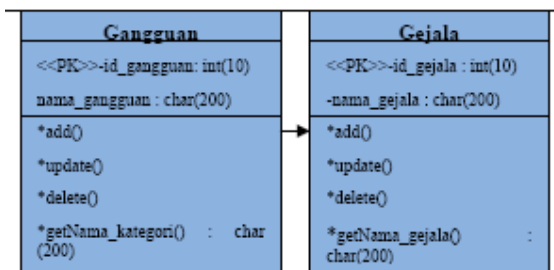 Gangguan
<<PK>>-id_gangguan: int(10)
nama_gangguan : char(200)
*add()
*update()
*delete()
*getNama_kategori() : char
(200)
Gejala
<<PK>>-id_gejala : int(10)
-nama_gejala : char(200)
*add()
*update()
*delete()
*getNama_gejala() :
char(200)